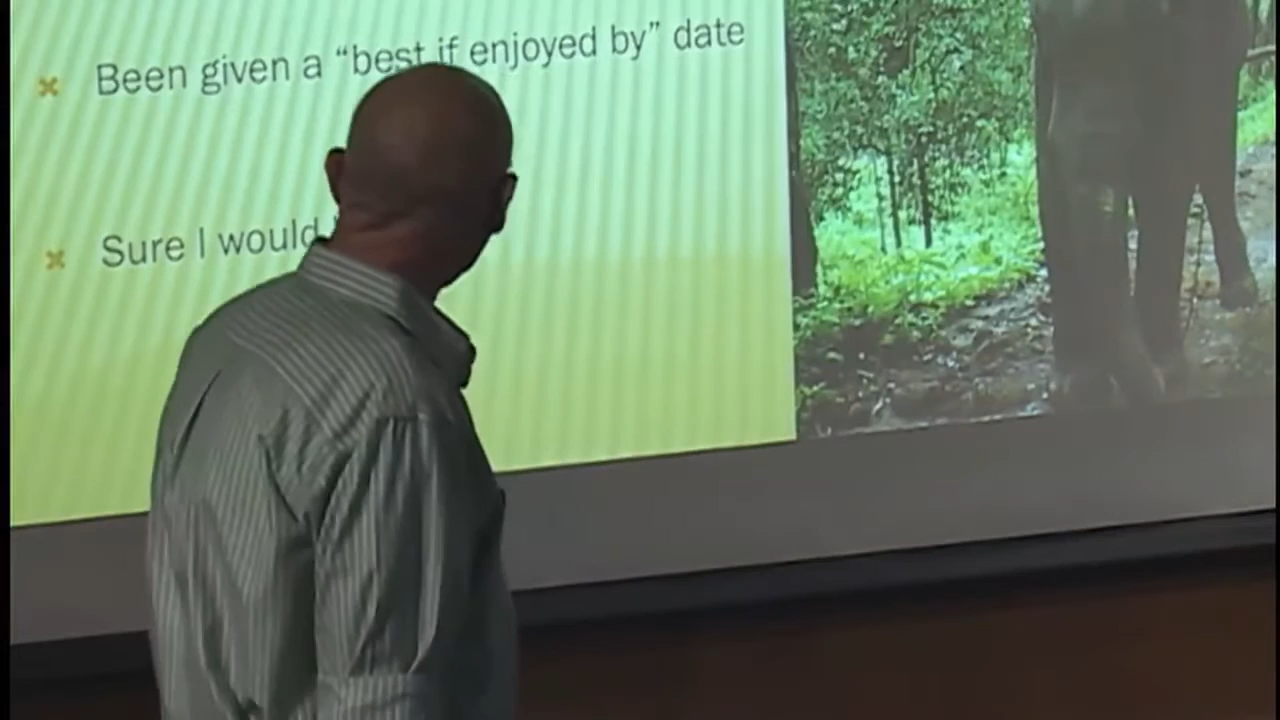 Been given a “best if enjoyed by” date
Sure I would